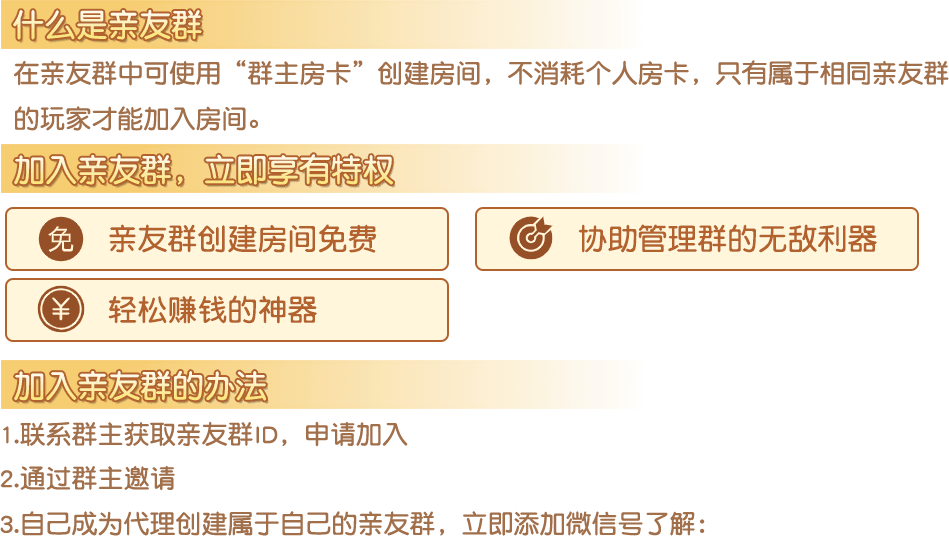 什么是亲友群
在亲友群中可使用“群主房卡”创建房间，不消耗个人房卡，只有属于相同亲友群
的玩家才能加入房间。
加入亲友群，立即享有特权
免 亲友群创建房间免费
协助管理群的无敌利器
¥ 轻松赚钱的神器
加入亲友群的办法
1.联系群主获取亲友群ID，申请加入
2.通过群主邀请
3.自己成为代理创建属于自己的亲友群，立即添加微信号了解：